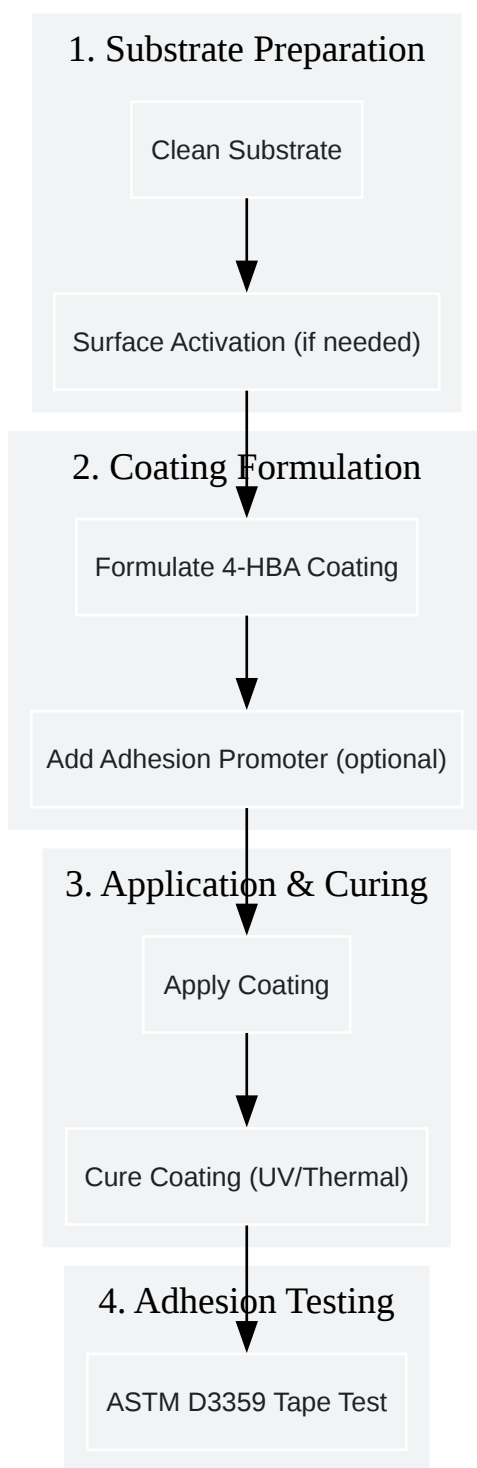 1. Substrate Preparation
Clean Substrate
Surface Activation (if needed)
2. Coating Formulation
Formulate 4-HBA Coating
Add Adhesion Promoter (optional)
3. Application & Curing
Apply Coating
Cure Coating (UV/Thermal)
4. Adhesion Testing
ASTM D3359 Tape Test